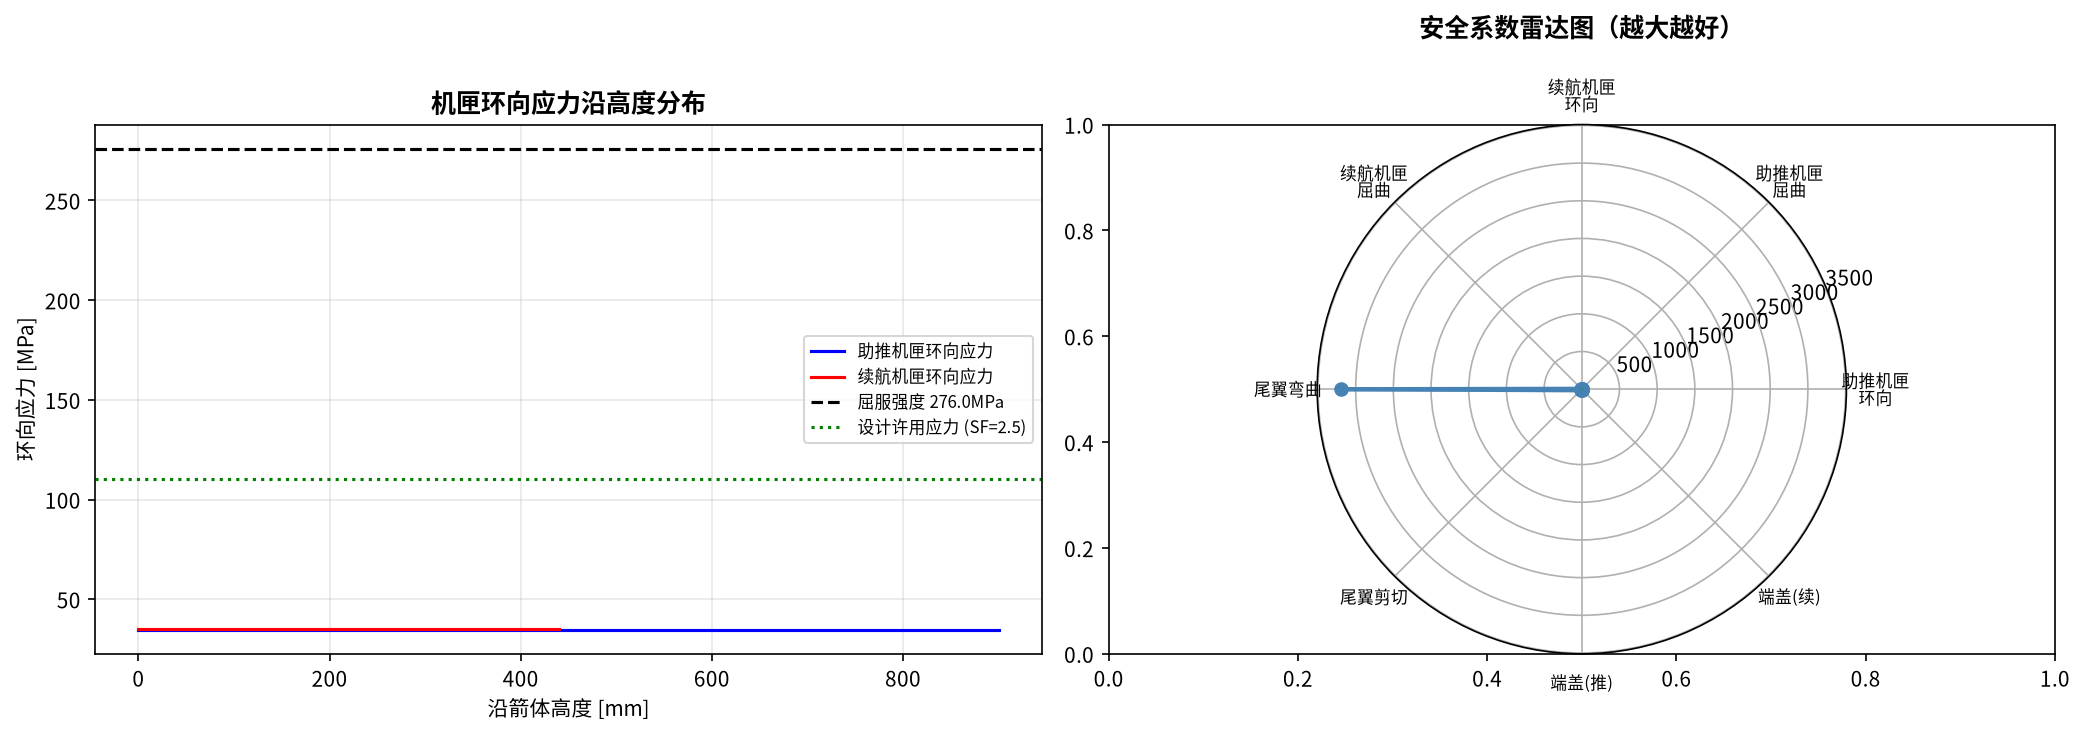 机匣环向应力沿高度分布
环向应力 [MPa]
250
200
150
100
50
助推机匣环向应力
续航机匣环向应力
屈服强度 276.0MPa
设计许用应力 (SF=2.5)
0
200
400
600
800
沿箭体高度 [mm]
安全系数雷达图（越大越好）
续航机匣
环向
助推机匣
屈曲
续航机匣
屈曲
助推机匣
环向
尾翼弯曲
尾翼剪切
端盖(推)
端盖(续)
500
1000
1500
2000
2500
3000
3500
1.0
0.8
0.6
0.4
0.2
0.0
0.0
0.2
0.4
0.6
0.8
1.0